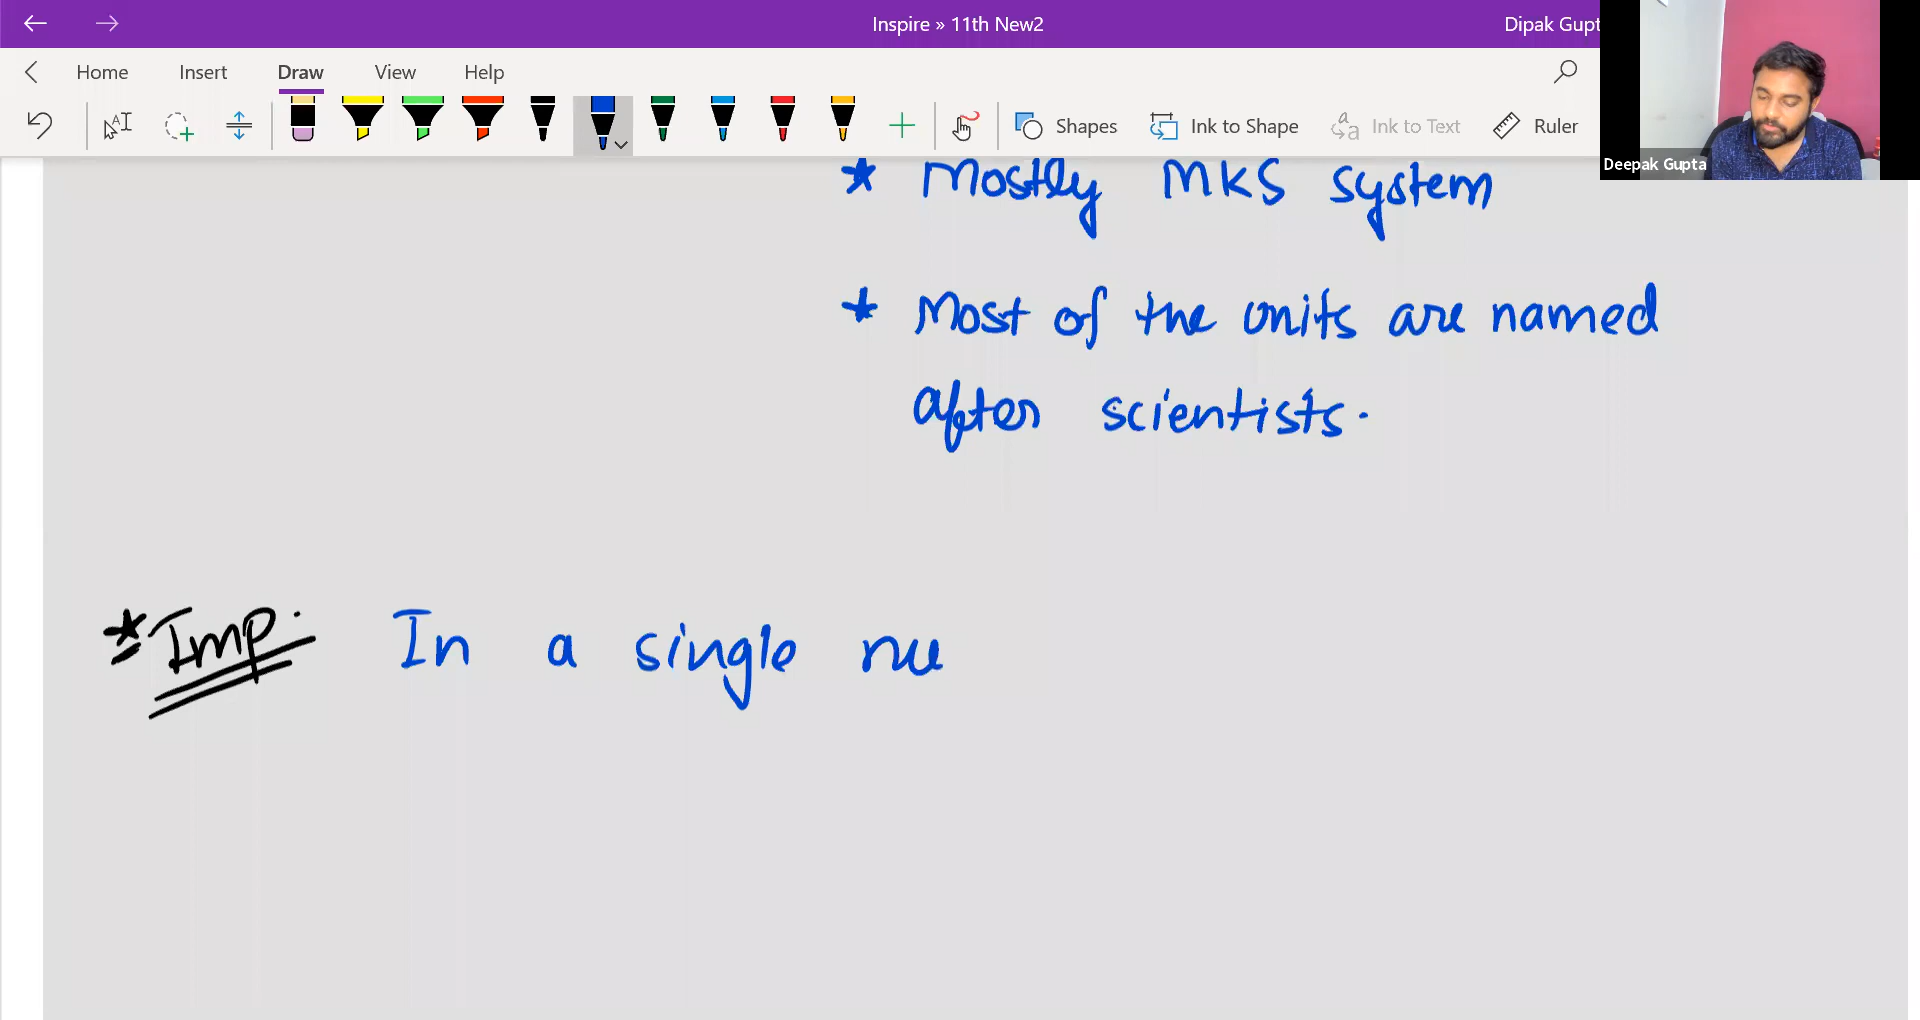 Inspire » 11th New2
Dipak Gupt
Home Insert Draw View Help
Shapes Ink to Shape Ink to Text Ruler
Deepak Gupta
* Mostly MKS system
* Most of the units are named
after scientists.
* Imp. In a single nu